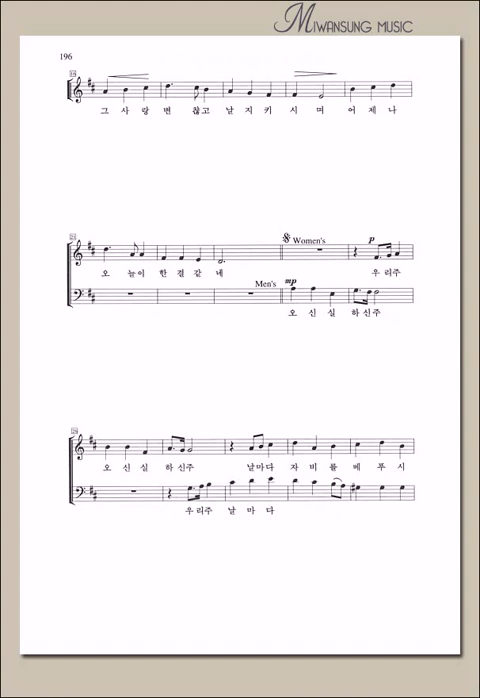 MIWANSUNG MUSIC
196
그 사 랑 변 찮고 날 지 키 시 며 어 제 나
Women's
p
오 늘이 한 결 같 네 우 리주
Men's mp
오 신 실 하 신주
오 신 실 하 신주 날마다 자 비 를 베 푸 시
우 리주 날 마 다